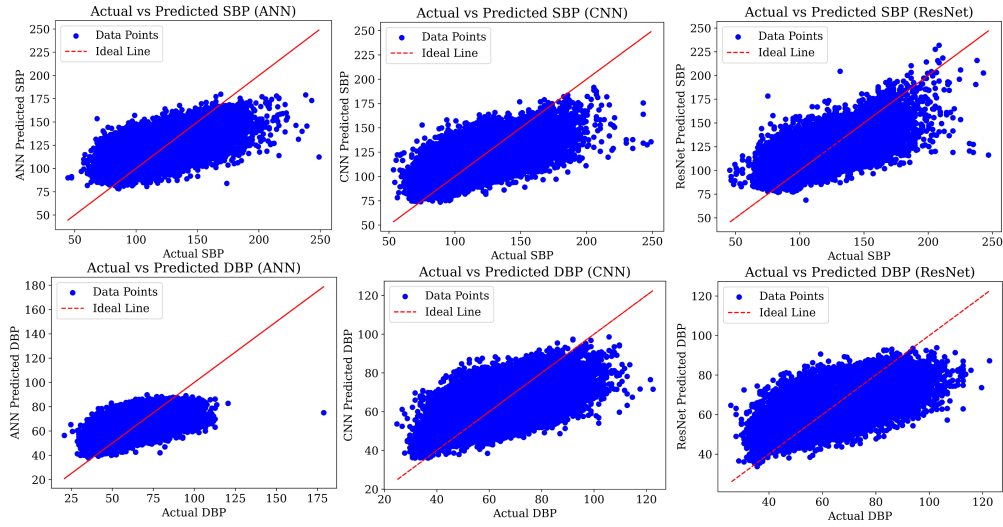 Actual vs Predicted SBP (ANN)
Data Points
Ideal Line
250
225
200
175
150
125
100
75
50
ANN Predicted SBP
50
100
150
200
250
Actual SBP
Actual vs Predicted SBP (CNN)
Data Points
Ideal Line
250
225
200
175
150
125
100
75
50
CNN Predicted SBP
50
100
150
200
250
Actual SBP
Actual vs Predicted SBP (ResNet)
Data Points
Ideal Line
250
225
200
175
150
125
100
75
50
ResNet Predicted SBP
50
75
100
125
150
175
200
225
250
Actual SBP
Actual vs Predicted DBP (ANN)
Data Points
Ideal Line
180
160
140
120
100
80
60
40
20
ANN Predicted DBP
25
50
75
100
125
150
175
Actual DBP
Actual vs Predicted DBP (CNN)
Data Points
Ideal Line
120
100
80
60
40
20
CNN Predicted DBP
20
40
60
80
100
120
Actual DBP
Actual vs Predicted DBP (ResNet)
Data Points
Ideal Line
120
100
80
60
40
ResNet Predicted DBP
40
60
80
100
120
Actual DBP